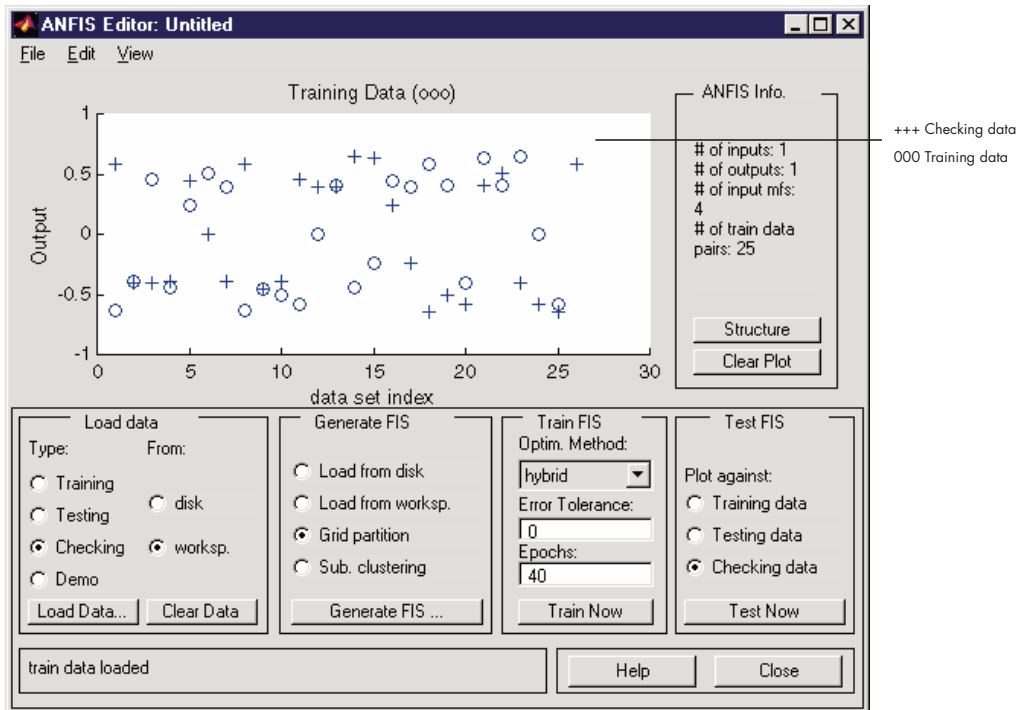 ANFIS Editor: Untitled
File Edit View
Training Data (ooo)
1
0.5
0
-0.5
-1
Output
0 5 10 15 20 25 30
data set index
ANFIS Info.
# of inputs: 1
# of outputs: 1
# of input mfs:
4
# of train data
pairs: 25
Structure
Clear Plot
+++ Checking data
000 Training data
Load data
Type: From:
Training
Testing
Checking
Demo
disk
worksp.
Load Data... Clear Data
Generate FIS
Load from disk
Load from worksp.
Grid partition
Sub. clustering
Generate FIS ...
Train FIS
Optim. Method:
hybrid
Error Tolerance:
0
Epochs:
40
Train Now
Test FIS
Plot against:
Training data
Testing data
Checking data
Test Now
train data loaded
Help Close